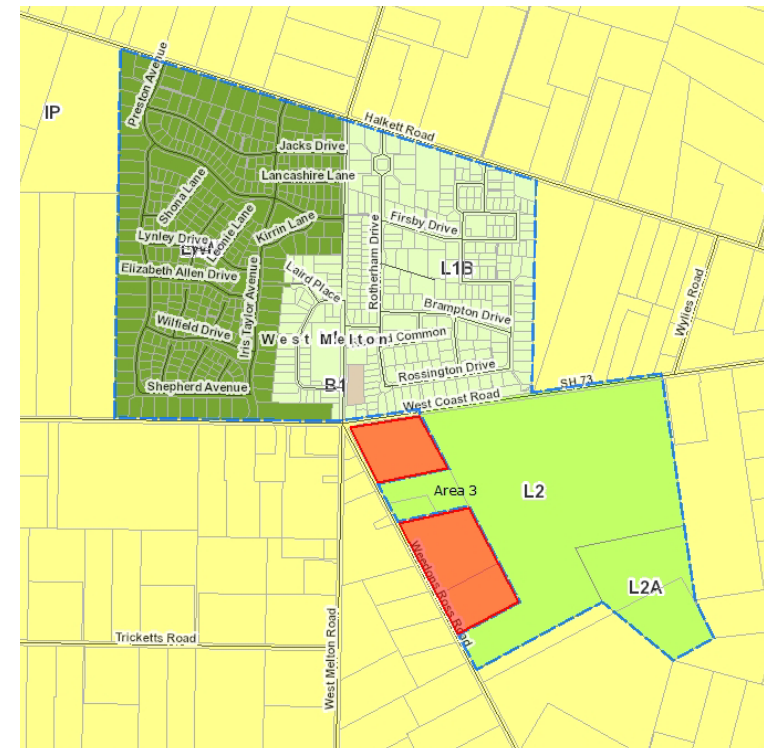 Preston Avenue
IP
Halkett Road
Jacks Drive
Lancashire Lane
Shona Lane
Leonie Lane
Kirrin Lane
Firsby Drive
Lynley Drive
Rotherham Drive
L1B
Elizabeth Allen Drive
Laird Place
Iris Taylor Avenue
Brampton Drive
Wylies Road
Wilfield Drive
West Melton
Common
Rossington Drive
Shepherd Avenue
B1
West Coast Road
SH 73
Area 3
L2
Weedons Ross Road
L2A
Tricketts Road
West Melton Road